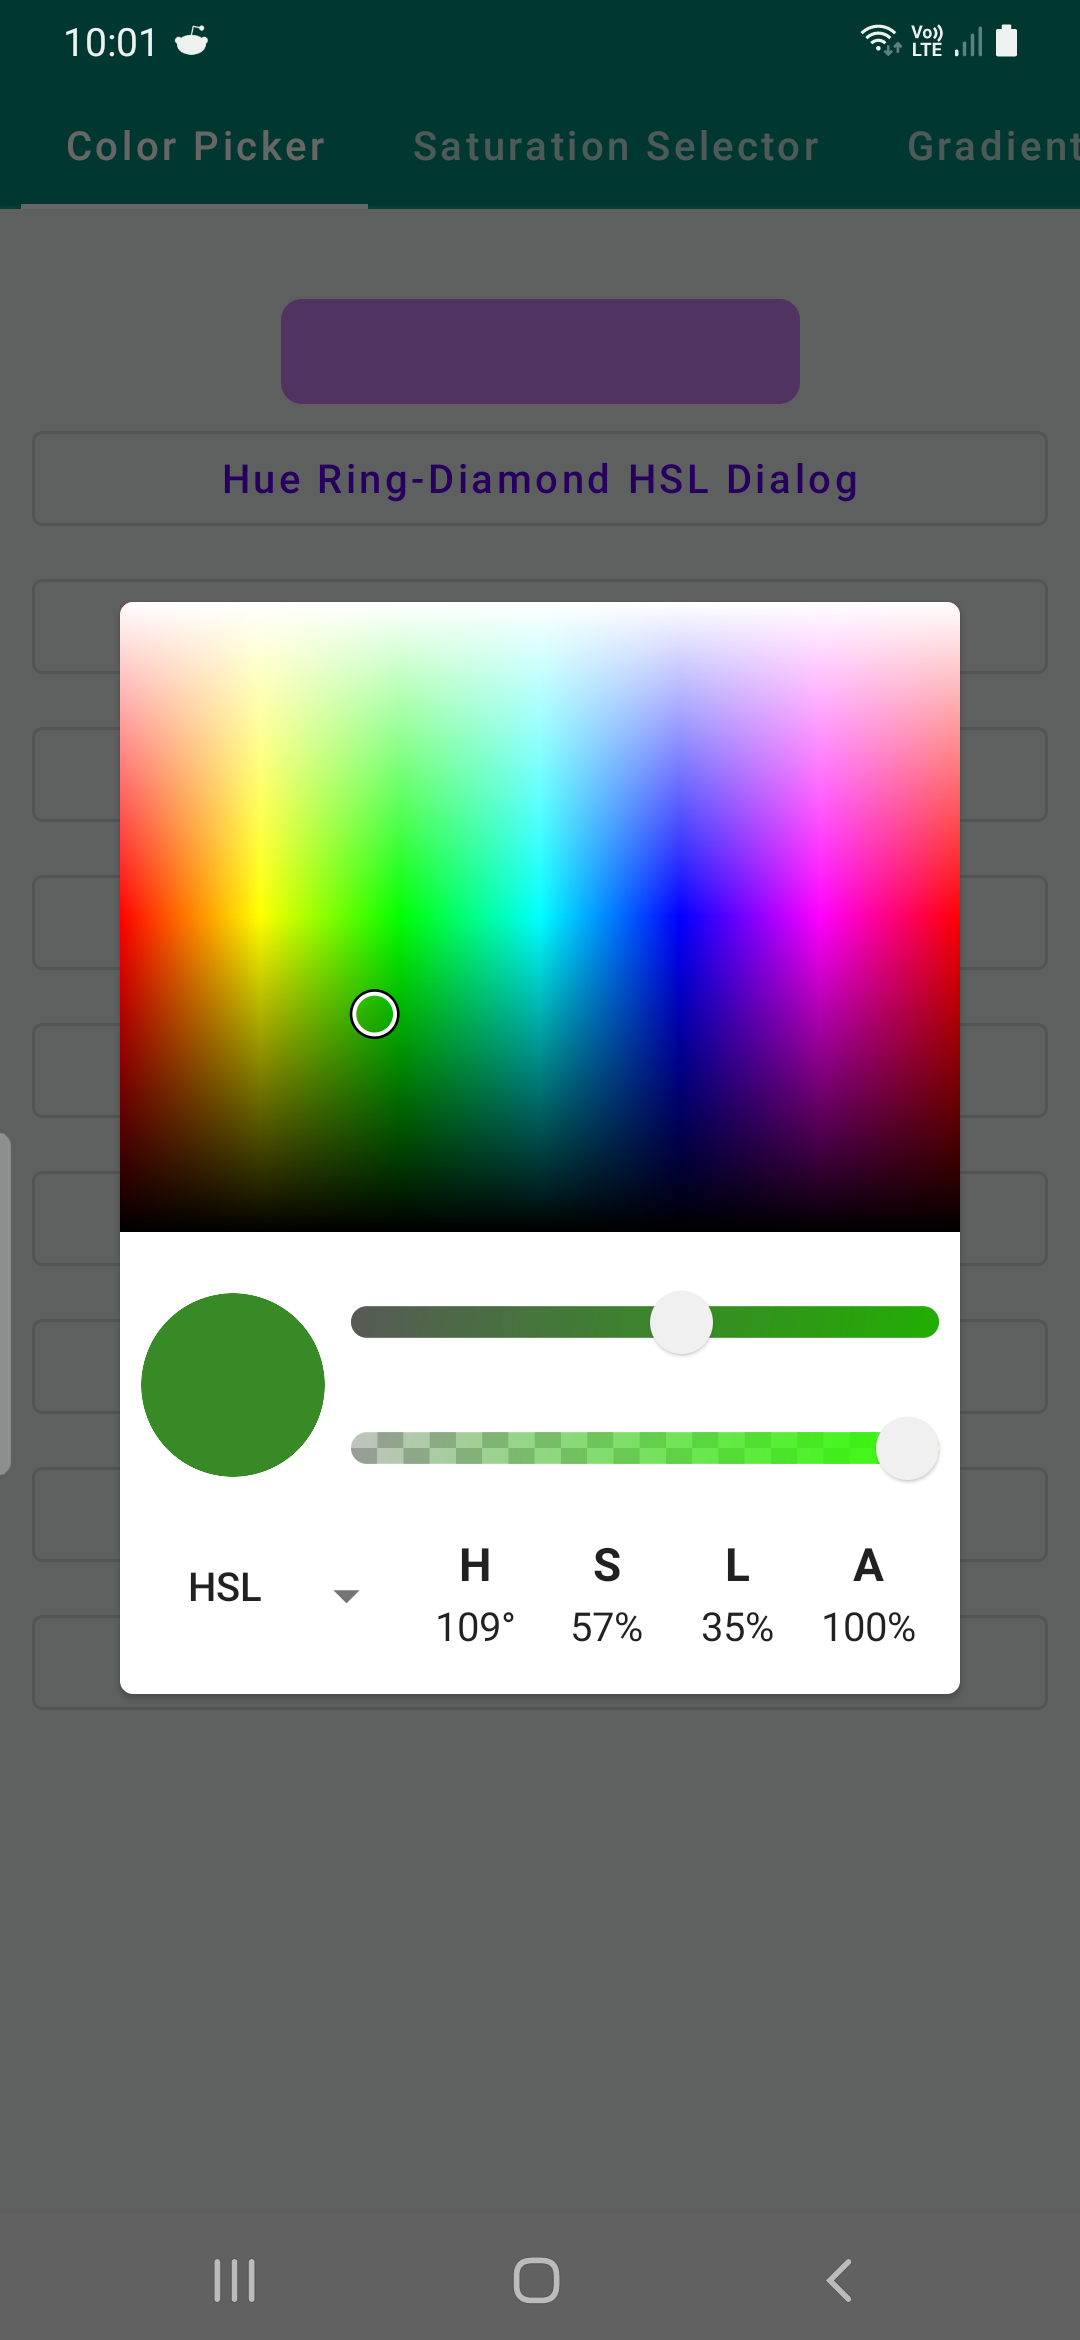 10:01
Vo)) LTE
Color Picker Saturation Selector Gradient
Hue Ring-Diamond HSL Dialog
HSL
H S L A
109° 57% 35% 100%